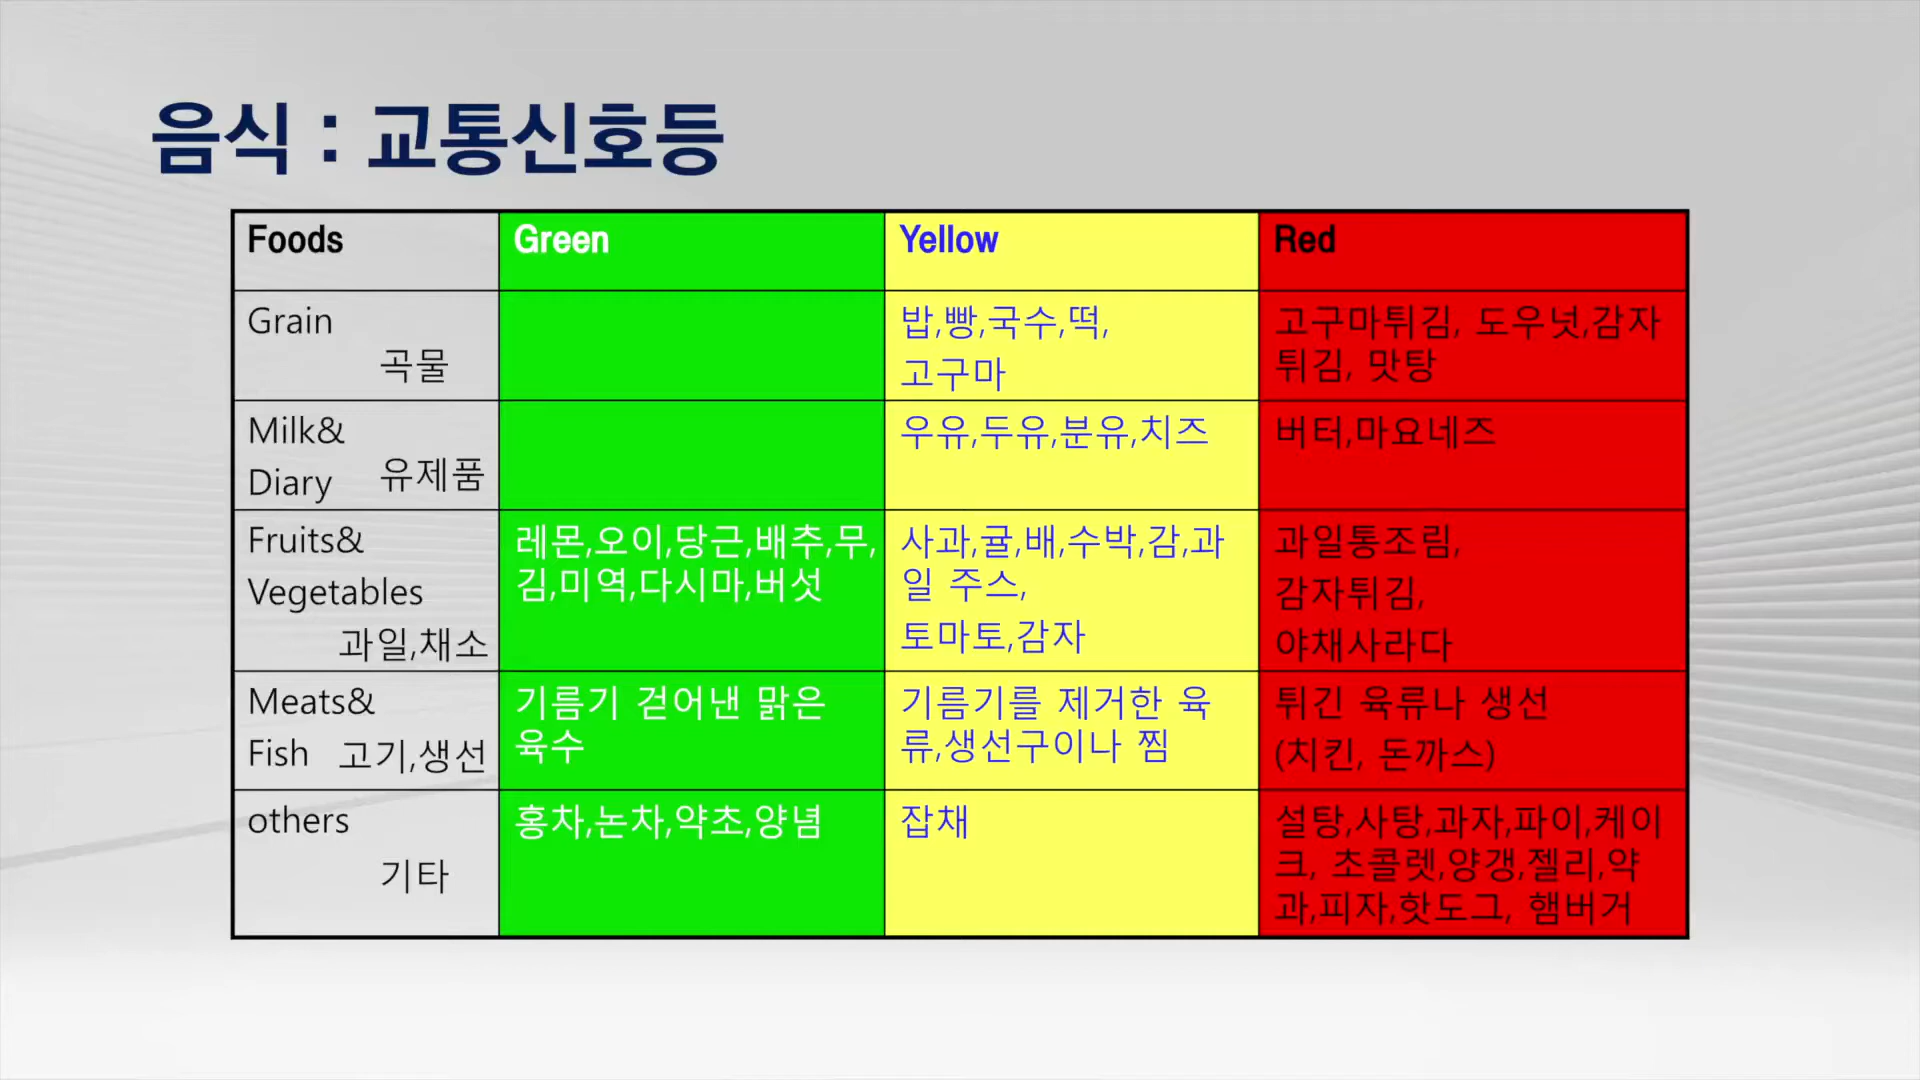 음식 : 교통신호등
Foods
Green
Yellow
Red
Grain
곡물
밥,빵,국수,떡,
고구마
고구마튀김, 도우넛,감자
튀김, 맛탕
Milk&
Diary 유제품
우유,두유,분유,치즈
버터,마요네즈
Fruits&
Vegetables
과일,채소
레몬,오이,당근,배추,무,
김,미역,다시마,버섯
사과,귤,배,수박,감,과
일 주스,
토마토,감자
과일통조림,
감자튀김,
야채사라다
Meats&
Fish 고기,생선
기름기 걷어낸 맑은
육수
기름기를 제거한 육
류,생선구이나 찜
튀긴 육류나 생선
(치킨, 돈까스)
others
기타
홍차,논차,약초,양념
잡채
설탕,사탕,과자,파이,케이
크, 초콜렛,양갱,젤리,약
과,피자,핫도그, 햄버거